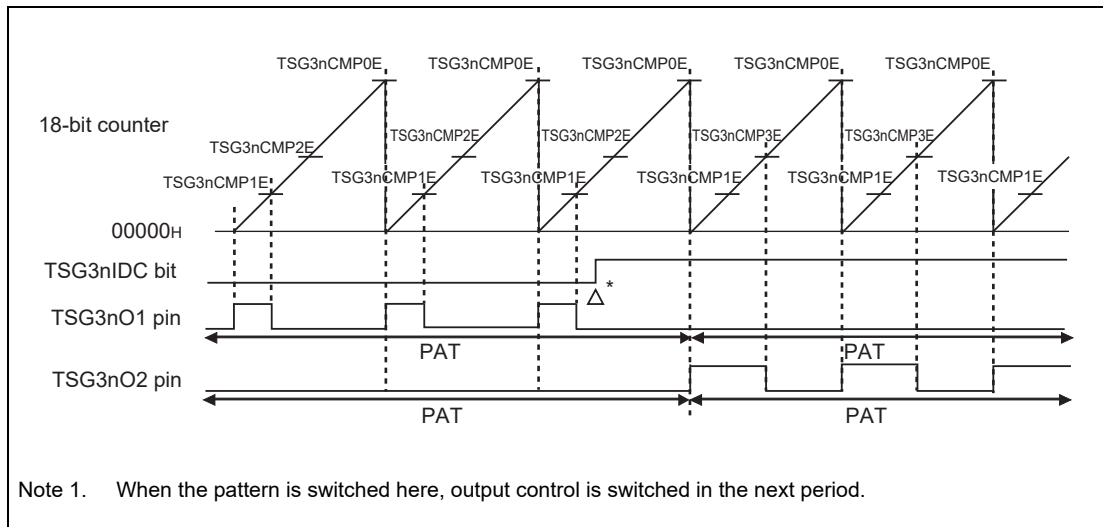 TSG3nCMP0E TSG3nCMP0E TSG3nCMP0E TSG3nCMP0E TSG3nCMP0E
18-bit counter
TSG3nCMP2E TSG3nCMP2E TSG3nCMP2E TSG3nCMP3E TSG3nCMP3E
TSG3nCMP1E TSG3nCMP1E TSG3nCMP1E TSG3nCMP1E TSG3nCMP1E TSG3nCMP1E
00000H
TSG3nIDC bit
*
TSG3nO1 pin
PAT PAT
TSG3nO2 pin
PAT PAT
Note 1. When the pattern is switched here, output control is switched in the next period.